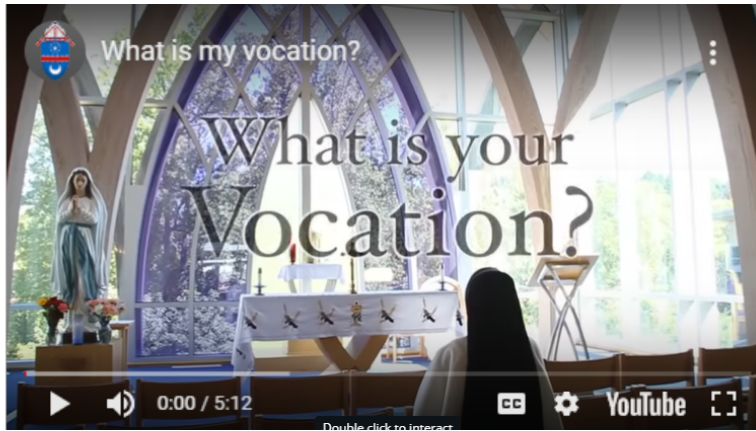 What is my vocation?
What is your
Vocation?
0:00 / 5:12
CC
YouTube
Double click to interact